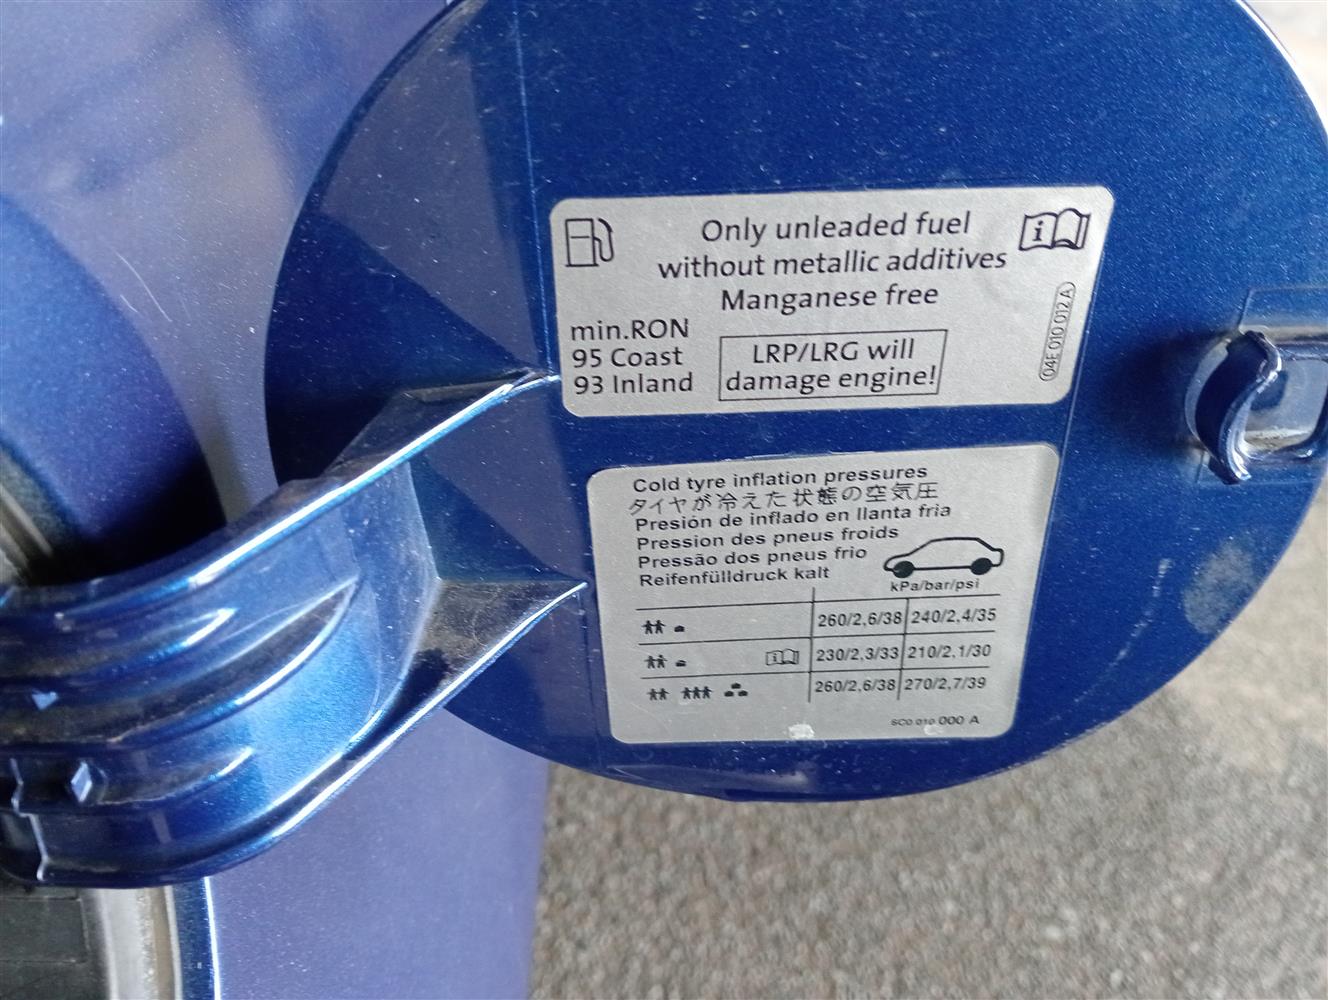 Only unleaded fuel
without metallic additives
Manganese free
min.RON
95 Coast
93 Inland
LRP/LRG will
damage engine!
04E 010 012 A
Cold tyre inflation pressures
タイヤが冷えた状態の空気圧
Presión de inflado en llanta fria
Pression des pneus froids
Pressão dos pneus frio
Reifenfülldruck kalt
kPa/bar/psi
260/2,6/38 240/2,4/35
230/2,3/33 210/2,1/30
260/2,6/38 270/2,7/39
6C0 010 000 A